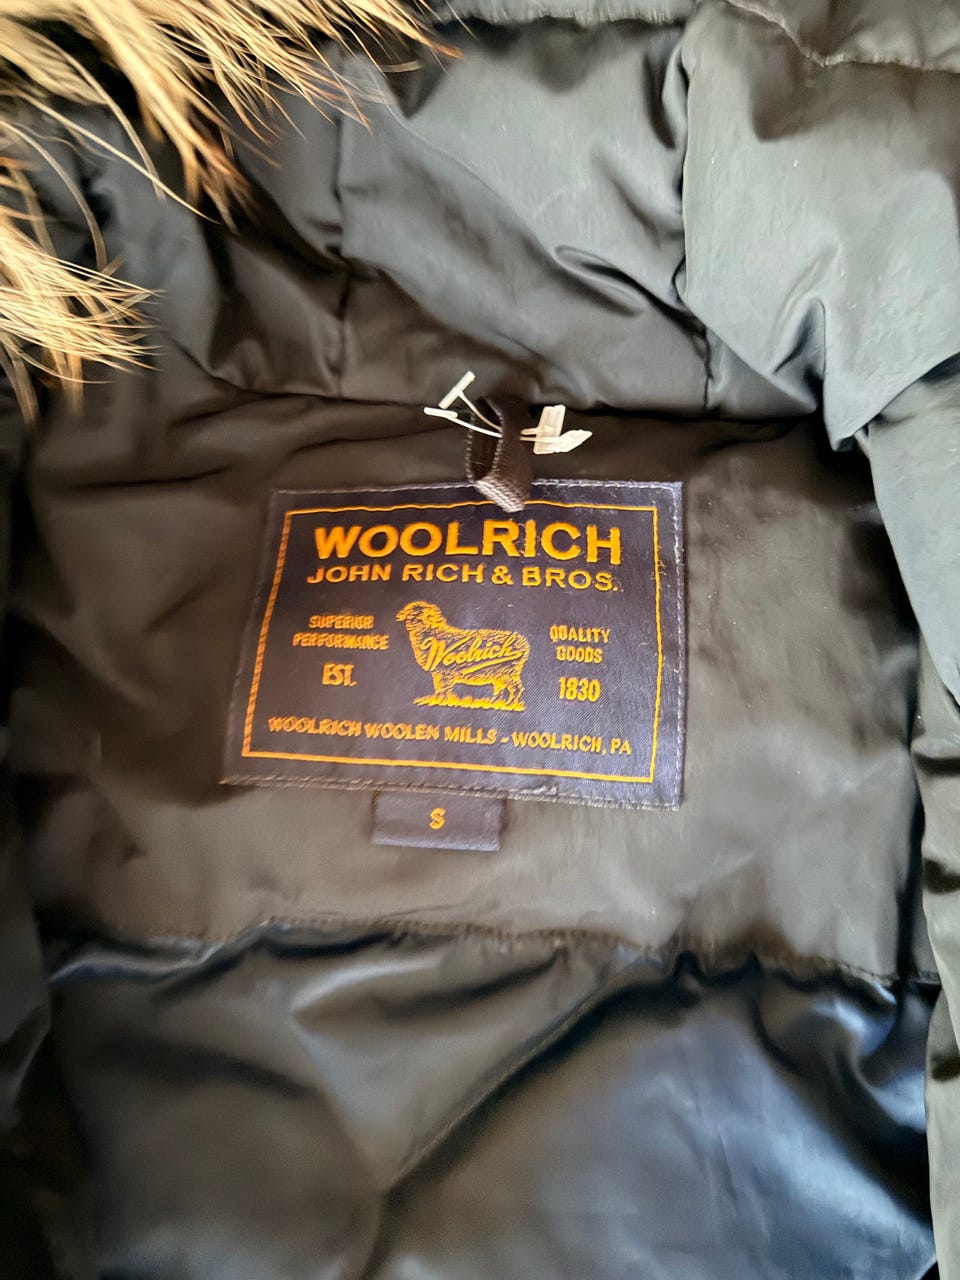 WOOLRICH
JOHN RICH & BROS.
SUPERIOR
PERFORMANCE
EST.
Woolrich
QUALITY
GOODS
1830
WOOLRICH WOOLEN MILLS - WOOLRICH, PA
S